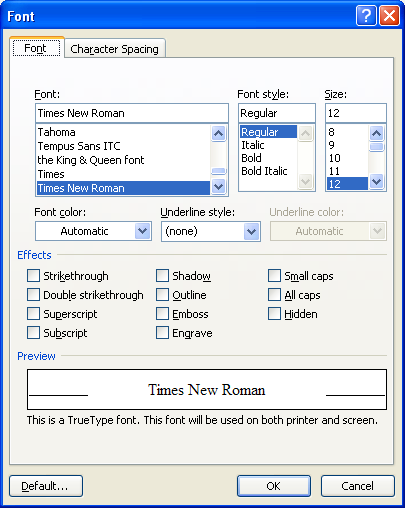 Font
Font Character Spacing
Font: Font style: Size:
Times New Roman Regular 12
Tahoma Regular 8
Tempus Sans ITC Italic 9
the King & Queen font Bold 10
Times Bold Italic 11
Times New Roman 12
Font color: Underline style: Underline color:
Automatic (none) Automatic
Effects
Strikethrough Shadow Small caps
Double strikethrough Outline All caps
Superscript Emboss Hidden
Subscript Engrave
Preview
Times New Roman
This is a TrueType font. This font will be used on both printer and screen.
Default... OK Cancel